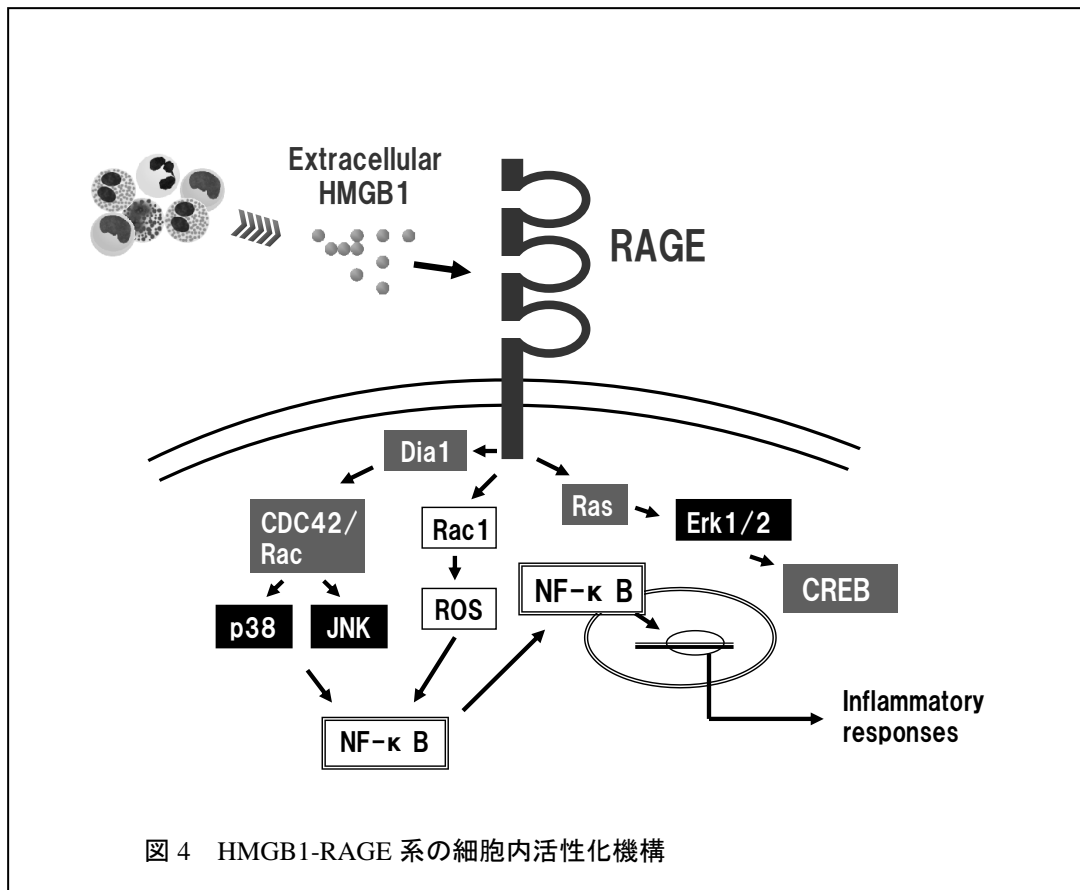 Extracellular
HMGB1
RAGE
Dia1
CDC42/
Rac
Rac1
Ras
Erk1/2
p38
JNK
ROS
NF-κ B
CREB
NF-κ B
Inflammatory
responses
図 4 HMGB1-RAGE 系の細胞内活性化機構